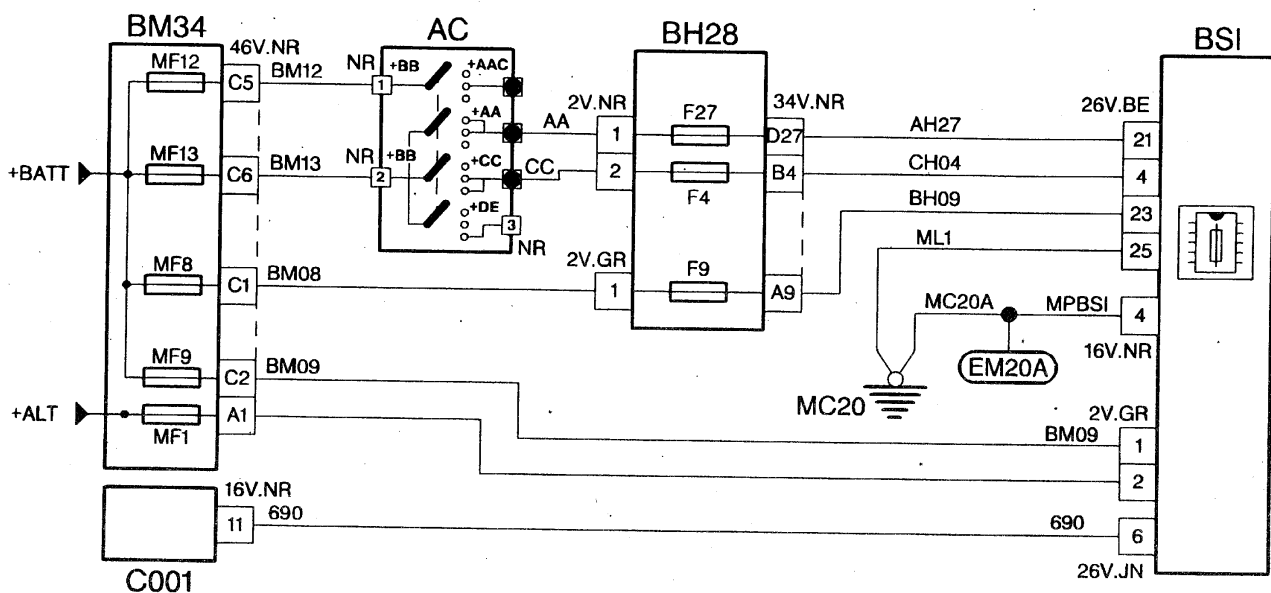 BM34
AC
BH28
BSI
46V.NR
MF12
C5
BM12
NR
1
+BB
+AAC
2V.NR
34V.NR
26V.BE
+AA
AA
1
F27
D27
AH27
21
+BATT
MF13
C6
BM13
NR
2
+BB
+CC
CC
2
F4
B4
CH04
4
+DE
3
NR
BH09
23
ML1
25
MF8
C1
BM08
2V.GR
1
F9
A9
MC20A
MPBSI
4
16V.NR
EM20A
MC20
MF9
C2
BM09
+ALT
MF1
A1
2V.GR
BM09
1
2
16V.NR
11
690
690
6
26V.JN
C001